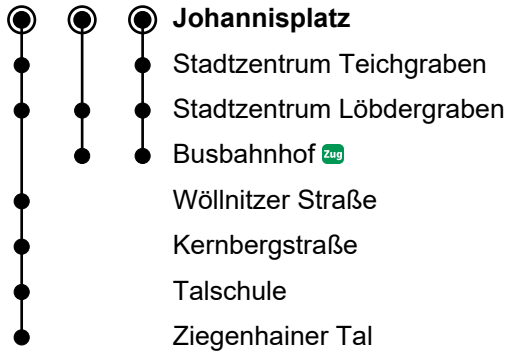 Johannisplatz
Stadtzentrum Teichgraben
Stadtzentrum Löbdergraben
Busbahnhof Zug
Wöllnitzer Straße
Kernbergstraße
Talschule
Ziegenhainer Tal